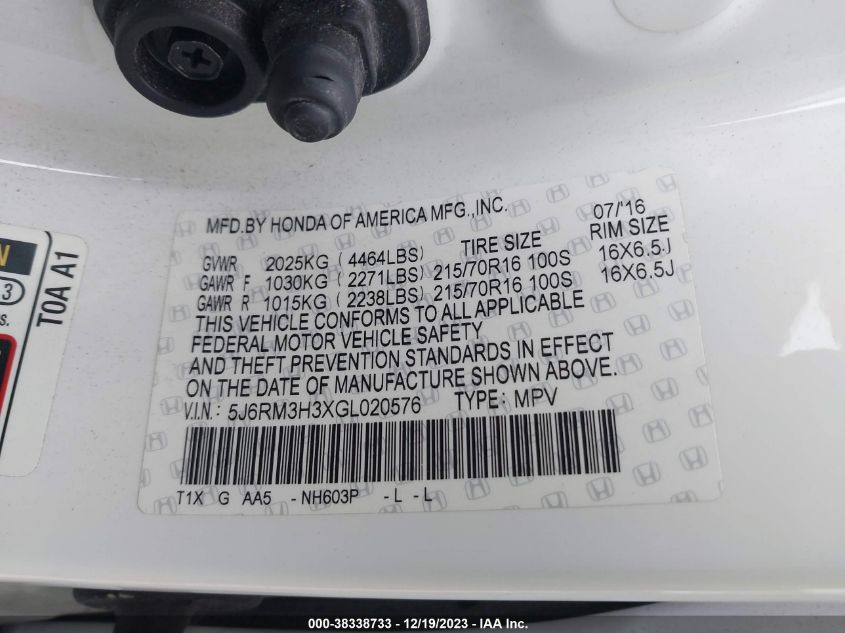 MFD.BY HONDA OF AMERICA MFG.,INC. 07/'16
TIRE SIZE RIM SIZE
GVWR 2025KG ( 4464LBS)
GAWR F 1030KG ( 2271LBS) 215/70R16 100S 16X6.5J
GAWR R 1015KG ( 2238LBS) 215/70R16 100S 16X6.5J
THIS VEHICLE CONFORMS TO ALL APPLICABLE
FEDERAL MOTOR VEHICLE SAFETY
AND THEFT PREVENTION STANDARDS IN EFFECT
ON THE DATE OF MANUFACTURE SHOWN ABOVE.
V.I.N.: 5J6RM3H3XGL020576 TYPE: MPV
T1X G AA5 - NH603P - L - L
T0A A1
N
3
s.
000-38338733 - 12/19/2023 - IAA Inc.